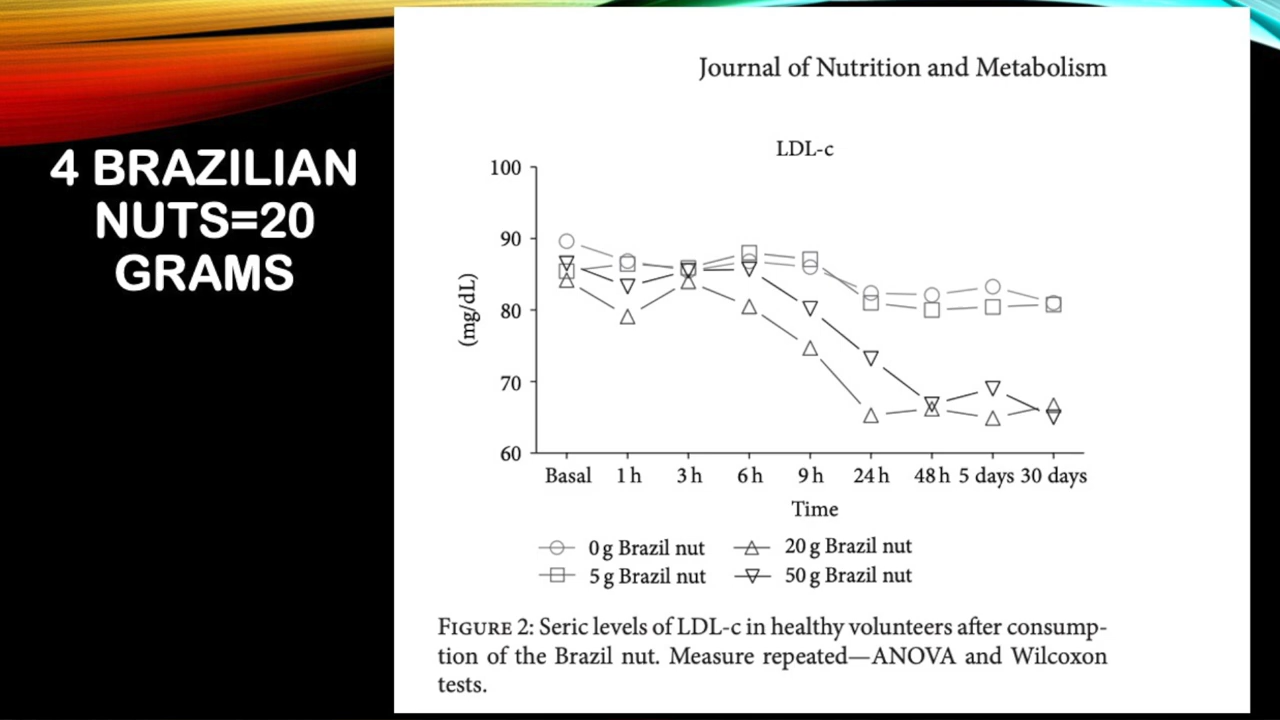 4 BRAZILIAN
NUTS=20
GRAMS
Journal of Nutrition and Metabolism
LDL-c
100
90
80
70
60
(mg/dL)
Basal 1 h 3 h 6 h 9 h 24 h 48 h 5 days 30 days
Time
0 g Brazil nut 20 g Brazil nut
5 g Brazil nut 50 g Brazil nut
FIGURE 2: Seric levels of LDL-c in healthy volunteers after consump-
tion of the Brazil nut. Measure repeated—ANOVA and Wilcoxon
tests.